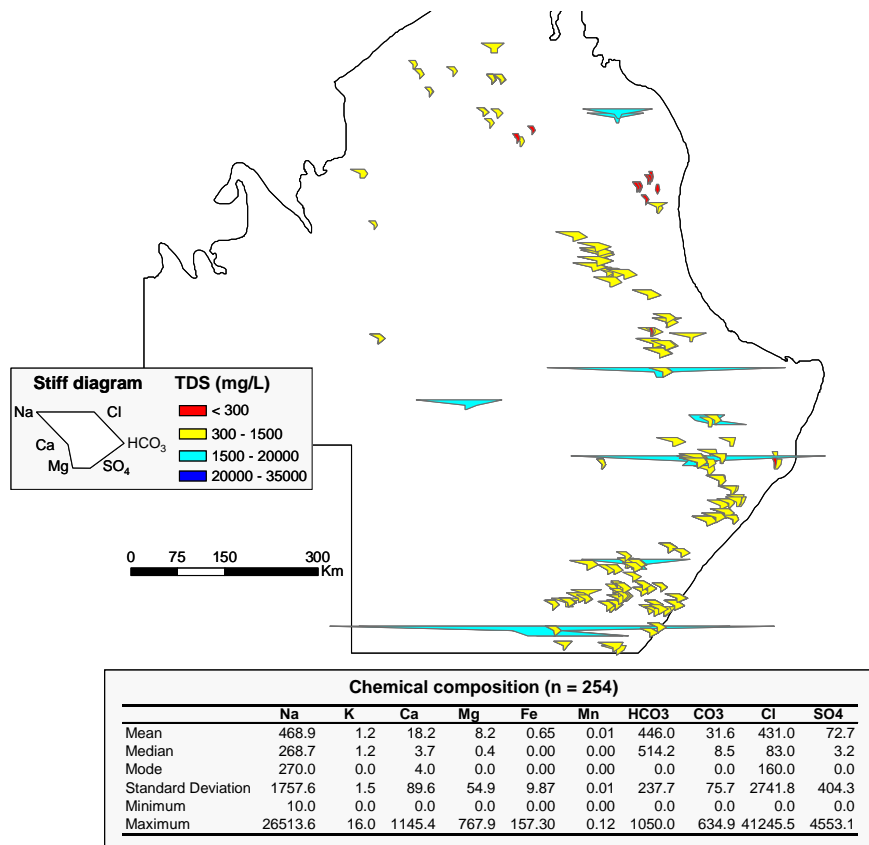 Stiff diagram TDS (mg/L)
Na Cl < 300
Ca HCO3 300 - 1500
Mg SO4 1500 - 20000
20000 - 35000
0 75 150 300
Km
Chemical composition (n = 254)
Na K Ca Mg Fe Mn HCO3 CO3 Cl SO4
Mean 468.9 1.2 18.2 8.2 0.65 0.01 446.0 31.6 431.0 72.7
Median 268.7 1.2 3.7 0.4 0.00 0.00 514.2 8.5 83.0 3.2
Mode 270.0 0.0 4.0 0.0 0.00 0.00 0.0 0.0 160.0 0.0
Standard Deviation 1757.6 1.5 89.6 54.9 9.87 0.01 237.7 75.7 2741.8 404.3
Minimum 10.0 0.0 0.0 0.0 0.00 0.00 0.0 0.0 0.0 0.0
Maximum 26513.6 16.0 1145.4 767.9 157.30 0.12 1050.0 634.9 41245.5 4553.1